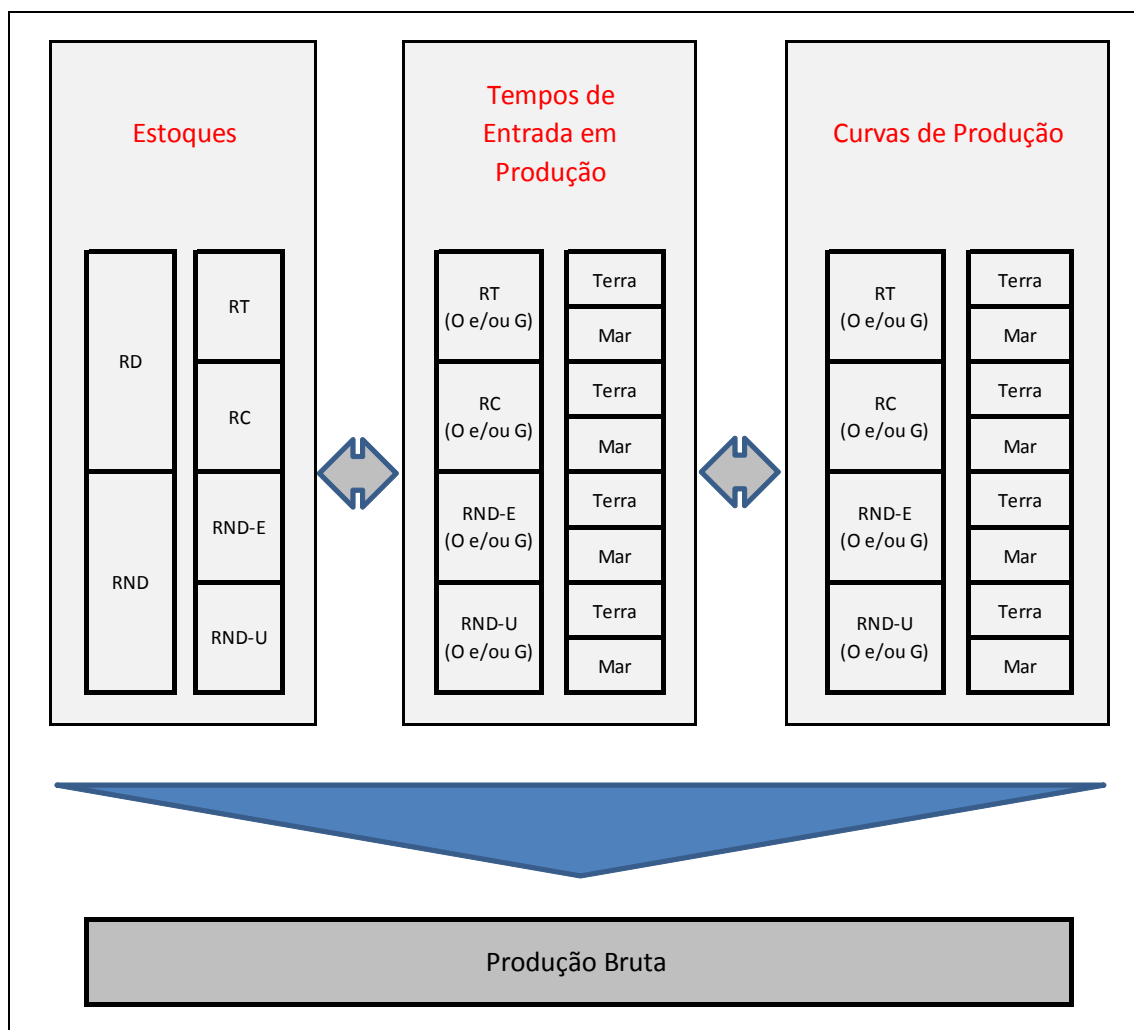 Estoques
RD
RND
RT
RC
RND-E
RND-U
Tempos de
Entrada em
Produção
RT
(O e/ou G)
Terra
Mar
RC
(O e/ou G)
Terra
Mar
RND-E
(O e/ou G)
Terra
Mar
RND-U
(O e/ou G)
Terra
Mar
Curvas de Produção
RT
(O e/ou G)
Terra
Mar
RC
(O e/ou G)
Terra
Mar
RND-E
(O e/ou G)
Terra
Mar
RND-U
(O e/ou G)
Terra
Mar
Produção Bruta